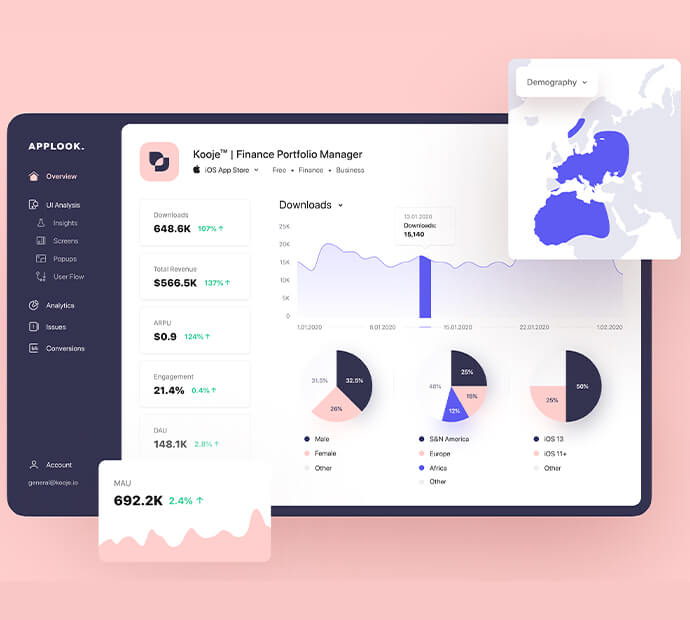 Demography
APPLOOK.
Overview
UI Analysis
Insights
Screens
Popups
User Flow
Analytics
Issues
Conversions
Account
general@kooje.io
Kooje™ | Finance Portfolio Manager
iOS App Store Free • Finance • Business
Downloads
648.6K 107% ↑
Total Revenue
$566.5K 137% ↑
ARPU
$0.9 124% ↑
Engagement
21.4% 0.4% ↑
DAU
148.1K 2.8% ↑
MAU
692.2K 2.4% ↑
Downloads
13.01.2020
Downloads:
15,140
25K
20K
15K
10K
5K
0
1.01.2020 8.01.2020 15.01.2020 22.01.2020 1.02.2020
31,5% 32,5%
26%
Male
Female
Other
25%
48% 15%
12%
S&N America
Europe
Africa
Other
50%
25%
iOS 13
iOS 11+
Other